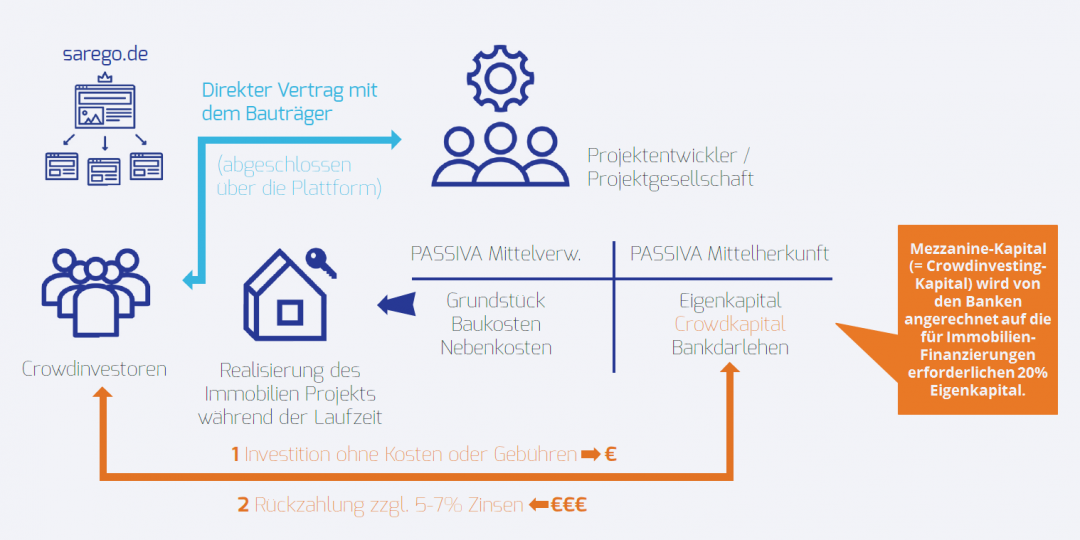 sarego.de
Direkter Vertrag mit
dem Bauträger
(abgeschlossen
über die Plattform)
Projektentwickler /
Projektgesellschaft
Crowdinvestoren
Realisierung des
Immobilien Projekts
während der Laufzeit
PASSIVA Mittelverw.
Grundstück
Baukosten
Nebenkosten
PASSIVA Mittelherkunft
Eigenkapital
Crowdkapital
Bankdarlehen
Mezzanine-Kapital
(= Crowdinvesting-
Kapital) wird von
den Banken
angerechnet auf die
für Immobilien-
Finanzierungen
erforderlichen 20%
Eigenkapital.
1 Investition ohne Kosten oder Gebühren €
2 Rückzahlung zzgl. 5-7% Zinsen €€€